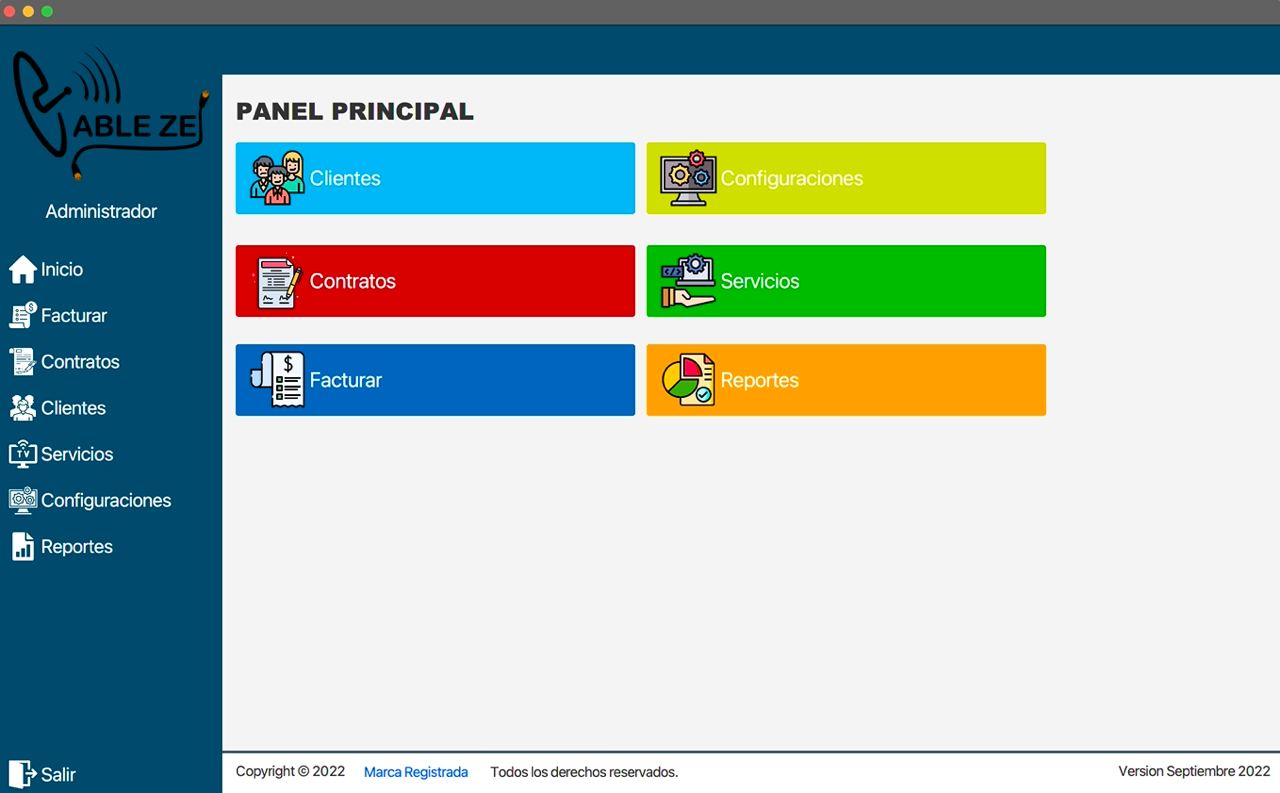 ABLE ZE
Administrador
Inicio
Facturar
Contratos
Clientes
Servicios
Configuraciones
Reportes
Salir
PANEL PRINCIPAL
Clientes
Configuraciones
Contratos
Servicios
Facturar
Reportes
Copyright © 2022 Marca Registrada Todos los derechos reservados.
Version Septiembre 2022